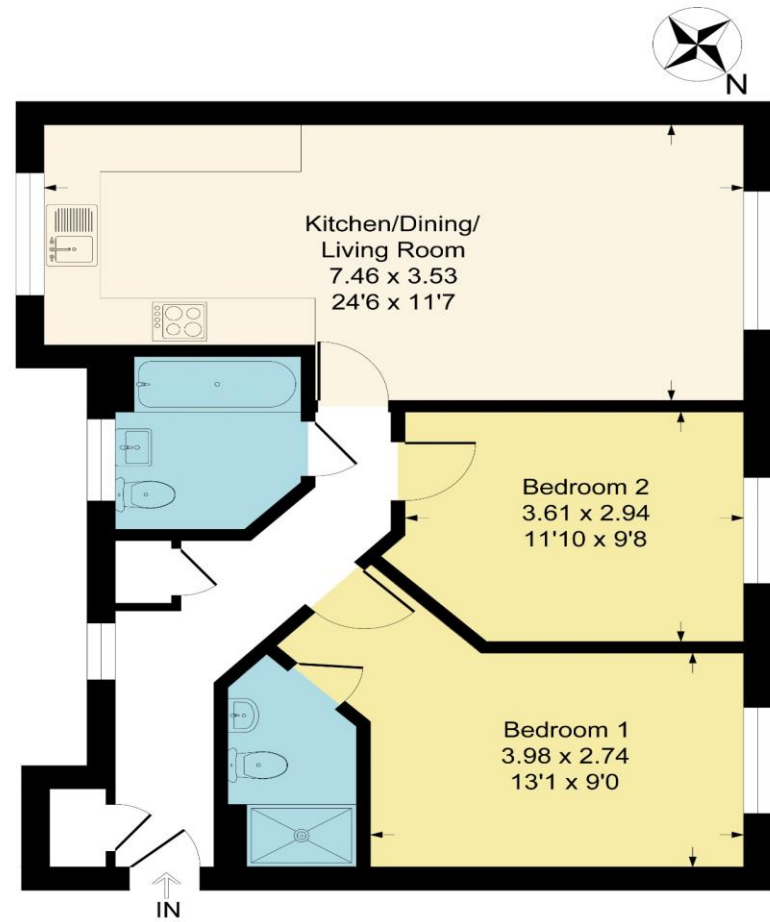 N
Kitchen/Dining/
Living Room
7.46 x 3.53
24'6 x 11'7
Bedroom 2
3.61 x 2.94
11'10 x 9'8
Bedroom 1
3.98 x 2.74
13'1 x 9'0
IN